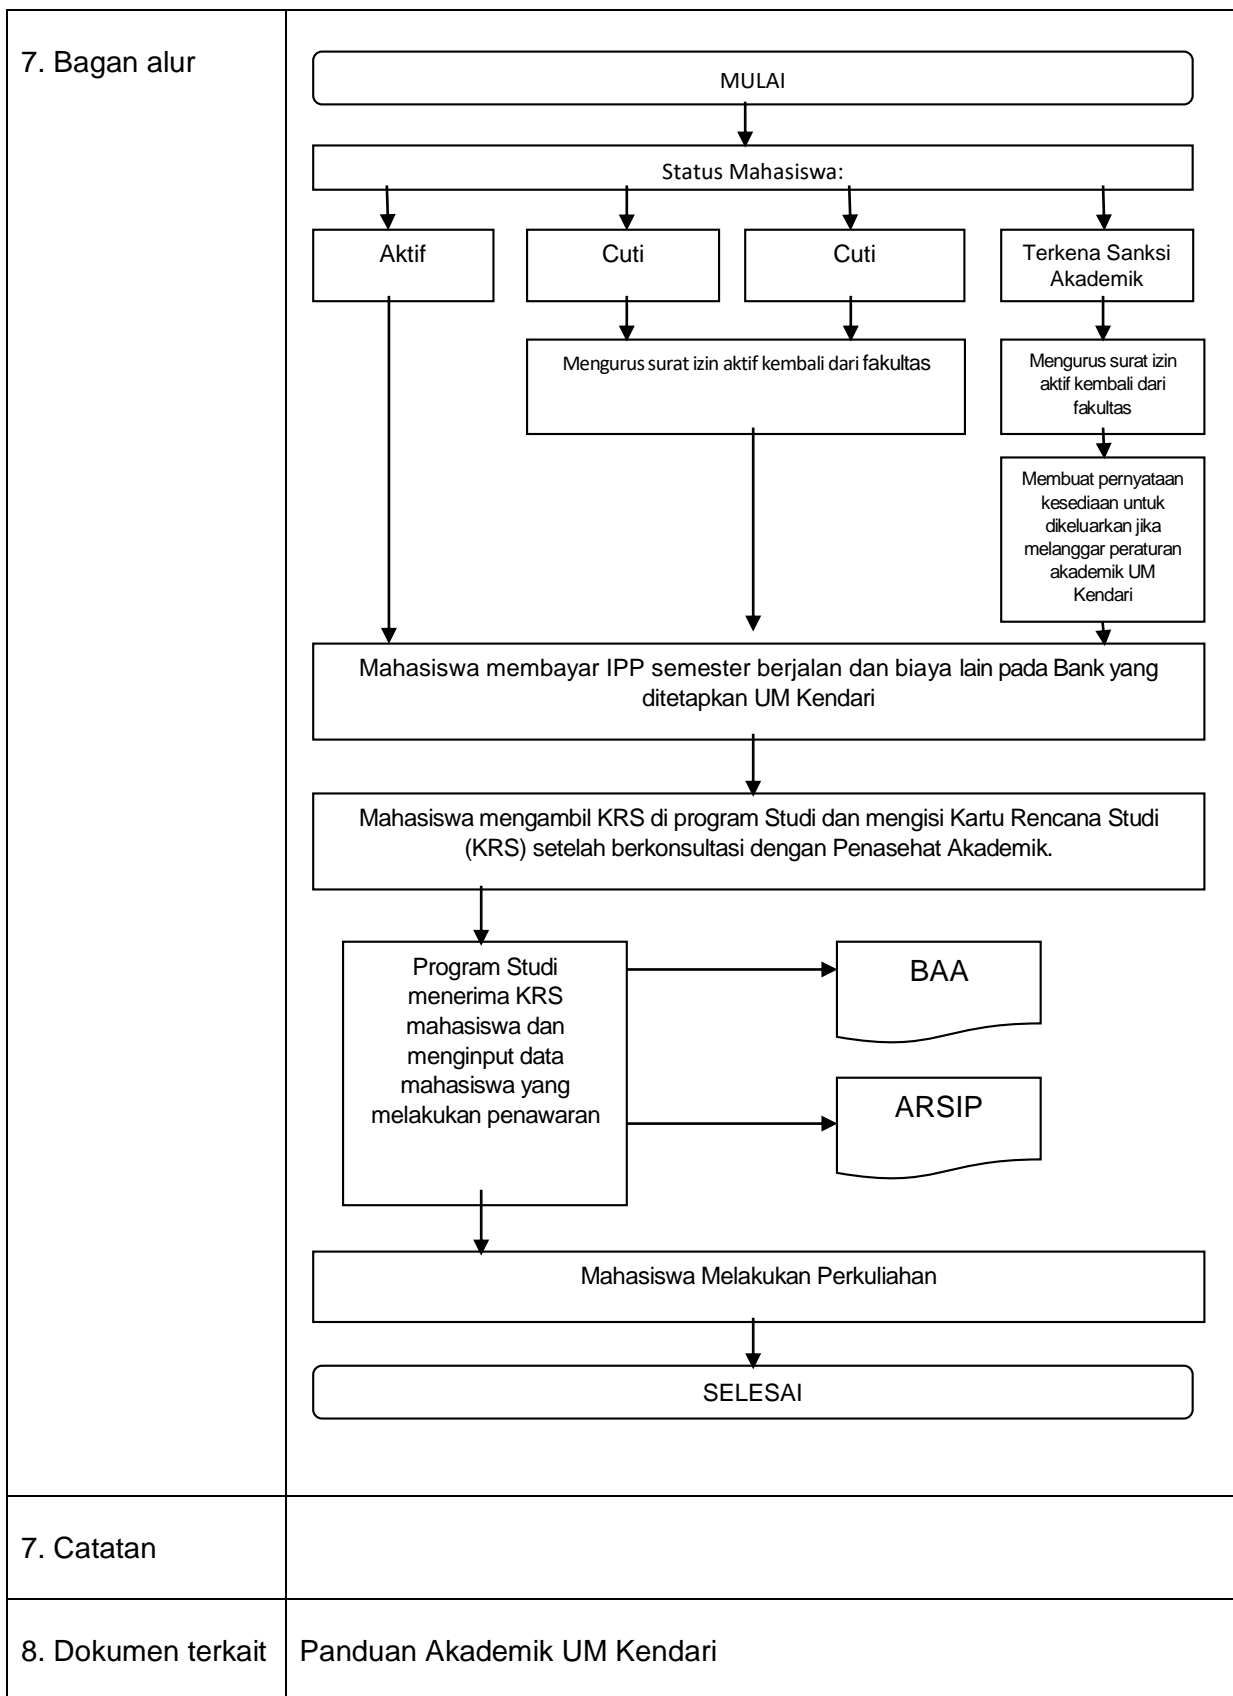 7. Bagan alur
MULAI
Status Mahasiswa:
Aktif
Cuti
Cuti
Terkena Sanksi
Akademik
Mengurus surat izin aktif kembali dari fakultas
Mengurus surat izin
aktif kembali dari
fakultas
Membuat pernyataan
kesediaan untuk
dikeluarkan jika
melanggar peraturan
akademik UM
Kendari
Mahasiswa membayar IPP semester berjalan dan biaya lain pada Bank yang
ditetapkan UM Kendari
Mahasiswa mengambil KRS di program Studi dan mengisi Kartu Rencana Studi
(KRS) setelah berkonsultasi dengan Penasehat Akademik.
Program Studi
menerima KRS
mahasiswa dan
menginput data
mahasiswa yang
melakukan penawaran
BAA
ARSIP
Mahasiswa Melakukan Perkuliahan
SELESAI
7. Catatan
8. Dokumen terkait
Panduan Akademik UM Kendari